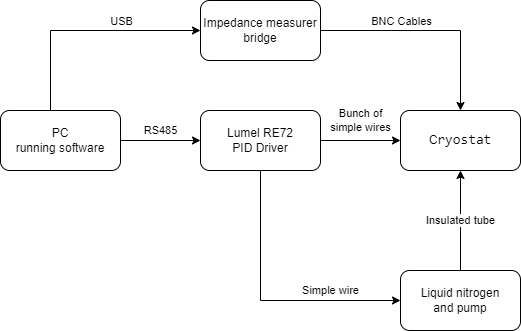 USB
Impedance measurer
bridge
BNC Cables
PC
running software
RS485
Lumel RE72
PID Driver
Bunch of
simple wires
Cryostat
Insulated tube
Simple wire
Liquid nitrogen
and pump